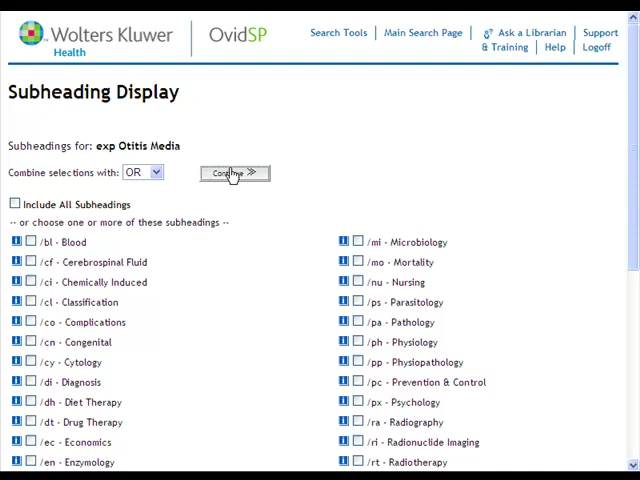 Wolters Kluwer
Health
OvidSP
Search Tools
Main Search Page
Ask a Librarian
Support
& Training
Help
Logoff
Subheading Display
Subheadings for: exp Otitis Media
Combine selections with: OR
Include All Subheadings
-- or choose one or more of these subheadings --
/bl - Blood
/cf - Cerebrospinal Fluid
/ci - Chemically Induced
/cl - Classification
/co - Complications
/cn - Congenital
/cy - Cytology
/di - Diagnosis
/dh - Diet Therapy
/dt - Drug Therapy
/ec - Economics
/en - Enzymology
/mi - Microbiology
/mo - Mortality
/nu - Nursing
/ps - Parasitology
/pa - Pathology
/ph - Physiology
/pp - Physiopathology
/pc - Prevention & Control
/px - Psychology
/ra - Radiography
/ri - Radionuclide Imaging
/rt - Radiotherapy